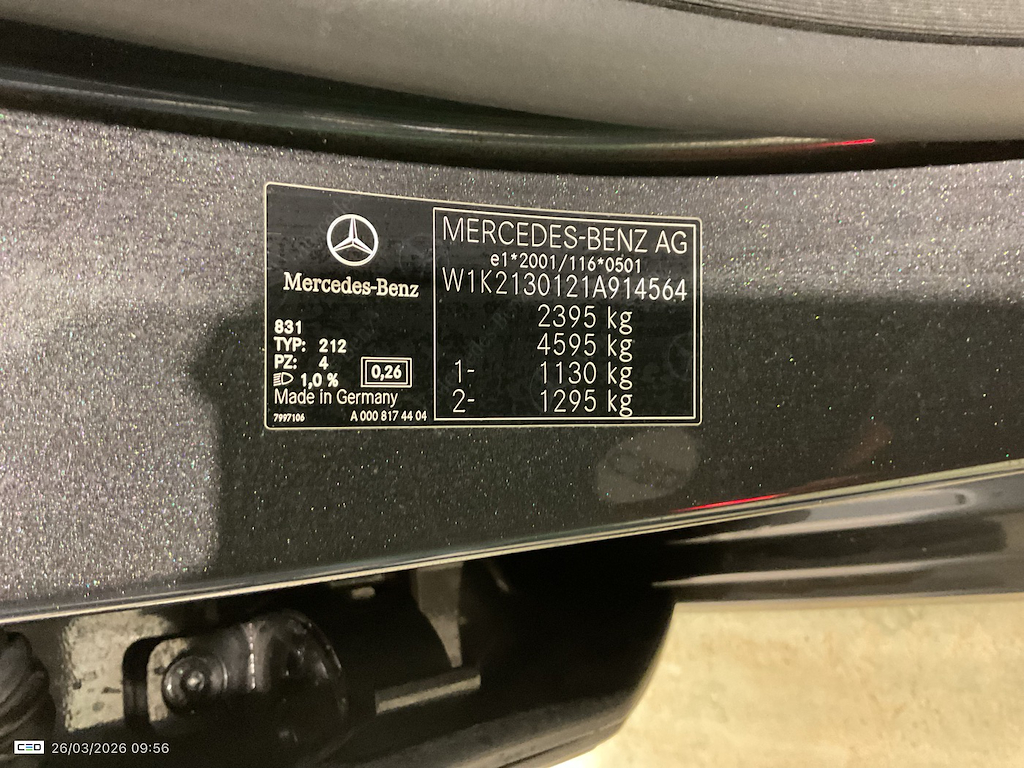 Mercedes-Benz
831
TYP: 212
PZ: 4
1,0 %
0,26
Made in Germany
7997106 A 000 817 44 04
MERCEDES-BENZ AG
e1*2001/116*0501
W1K2130121A914564
2395 kg
4595 kg
1- 1130 kg
2- 1295 kg
CEO 26/03/2026 09:56